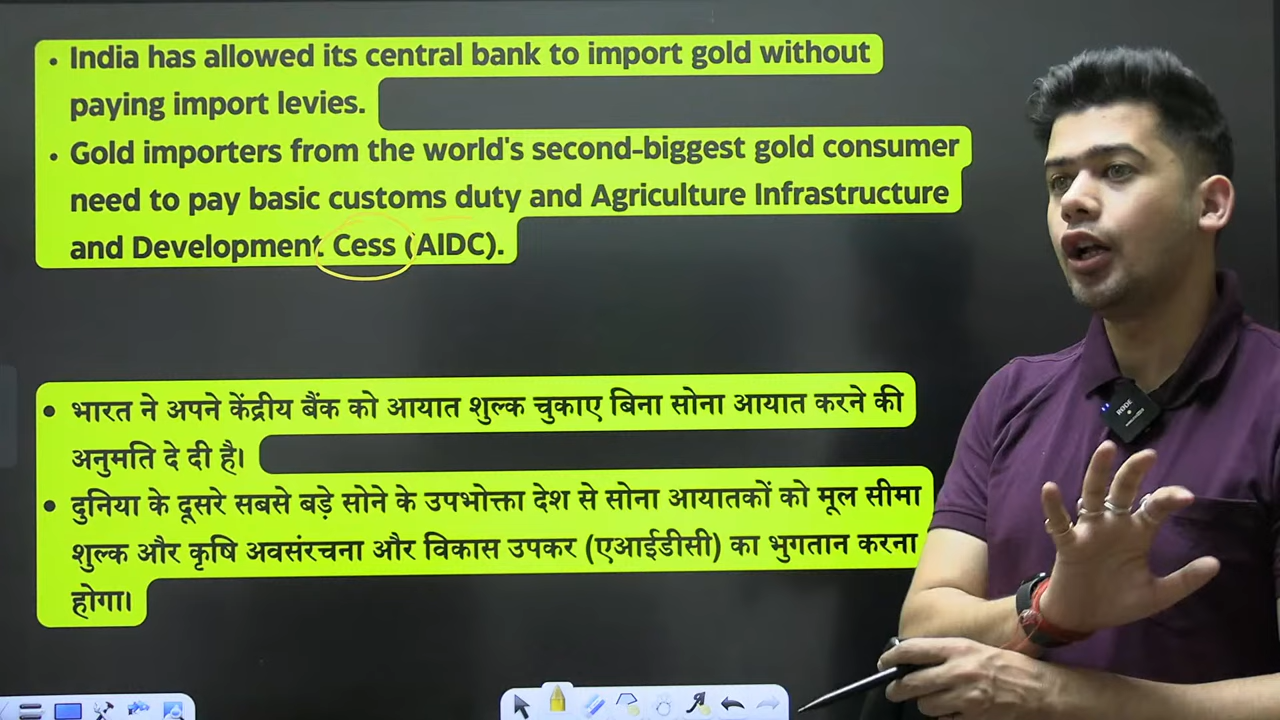 • India has allowed its central bank to import gold without
paying import levies.
• Gold importers from the world's second-biggest gold consumer
need to pay basic customs duty and Agriculture Infrastructure
and Development Cess (AIDC).
• भारत ने अपने केंद्रीय बैंक को आयात शुल्क चुकाए बिना सोना आयात करने की
अनुमति दे दी है।
• दुनिया के दूसरे सबसे बड़े सोने के उपभोक्ता देश से सोना आयातकों को मूल सीमा
शुल्क और कृषि अवसंरचना और विकास उपकर (एआईडीसी) का भुगतान करना
होगा।
RODE